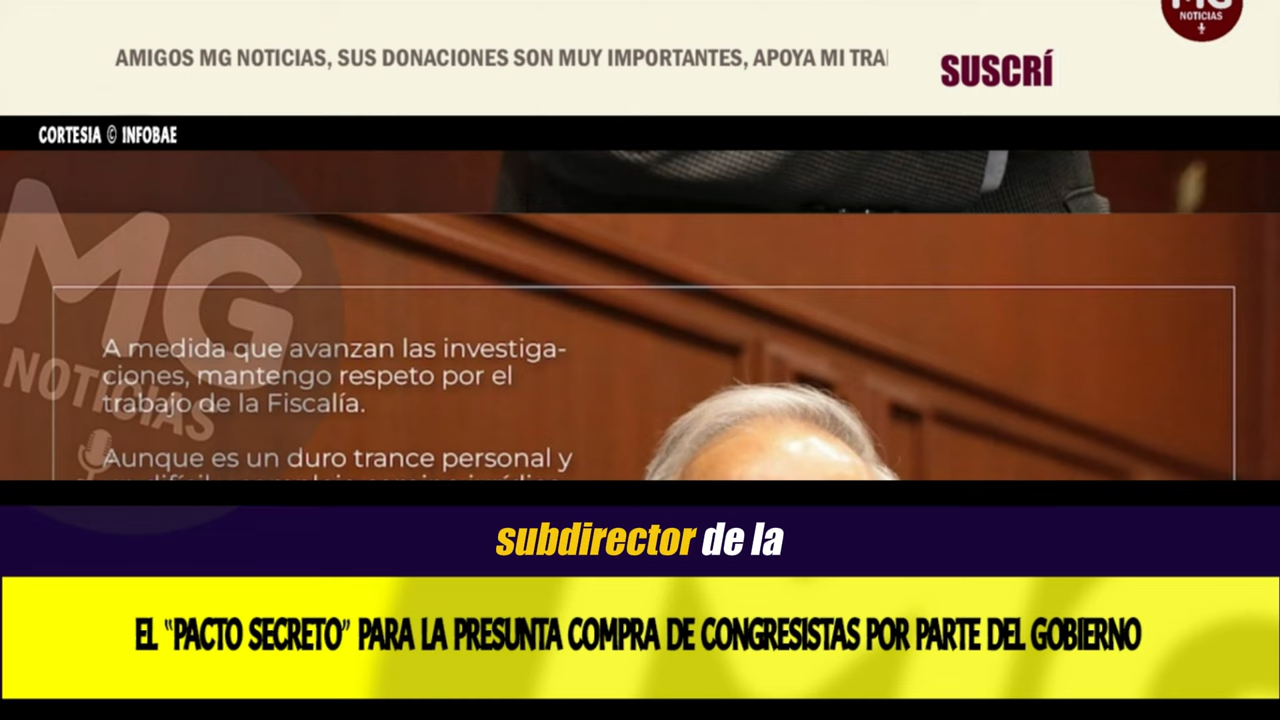 MG
NOTICIAS
AMIGOS MG NOTICIAS, SUS DONACIONES SON MUY IMPORTANTES, APOYA MI TRA
SUSCRÍ
CORTESIA © INFOBAE
MG
NOTICIAS
A medida que avanzan las investiga-
ciones, mantengo respeto por el
trabajo de la Fiscalía.
Aunque es un duro trance personal y
subdirector de la
EL "PACTO SECRETO" PARA LA PRESUNTA COMPRA DE CONGRESISTAS POR PARTE DEL GOBIERNO